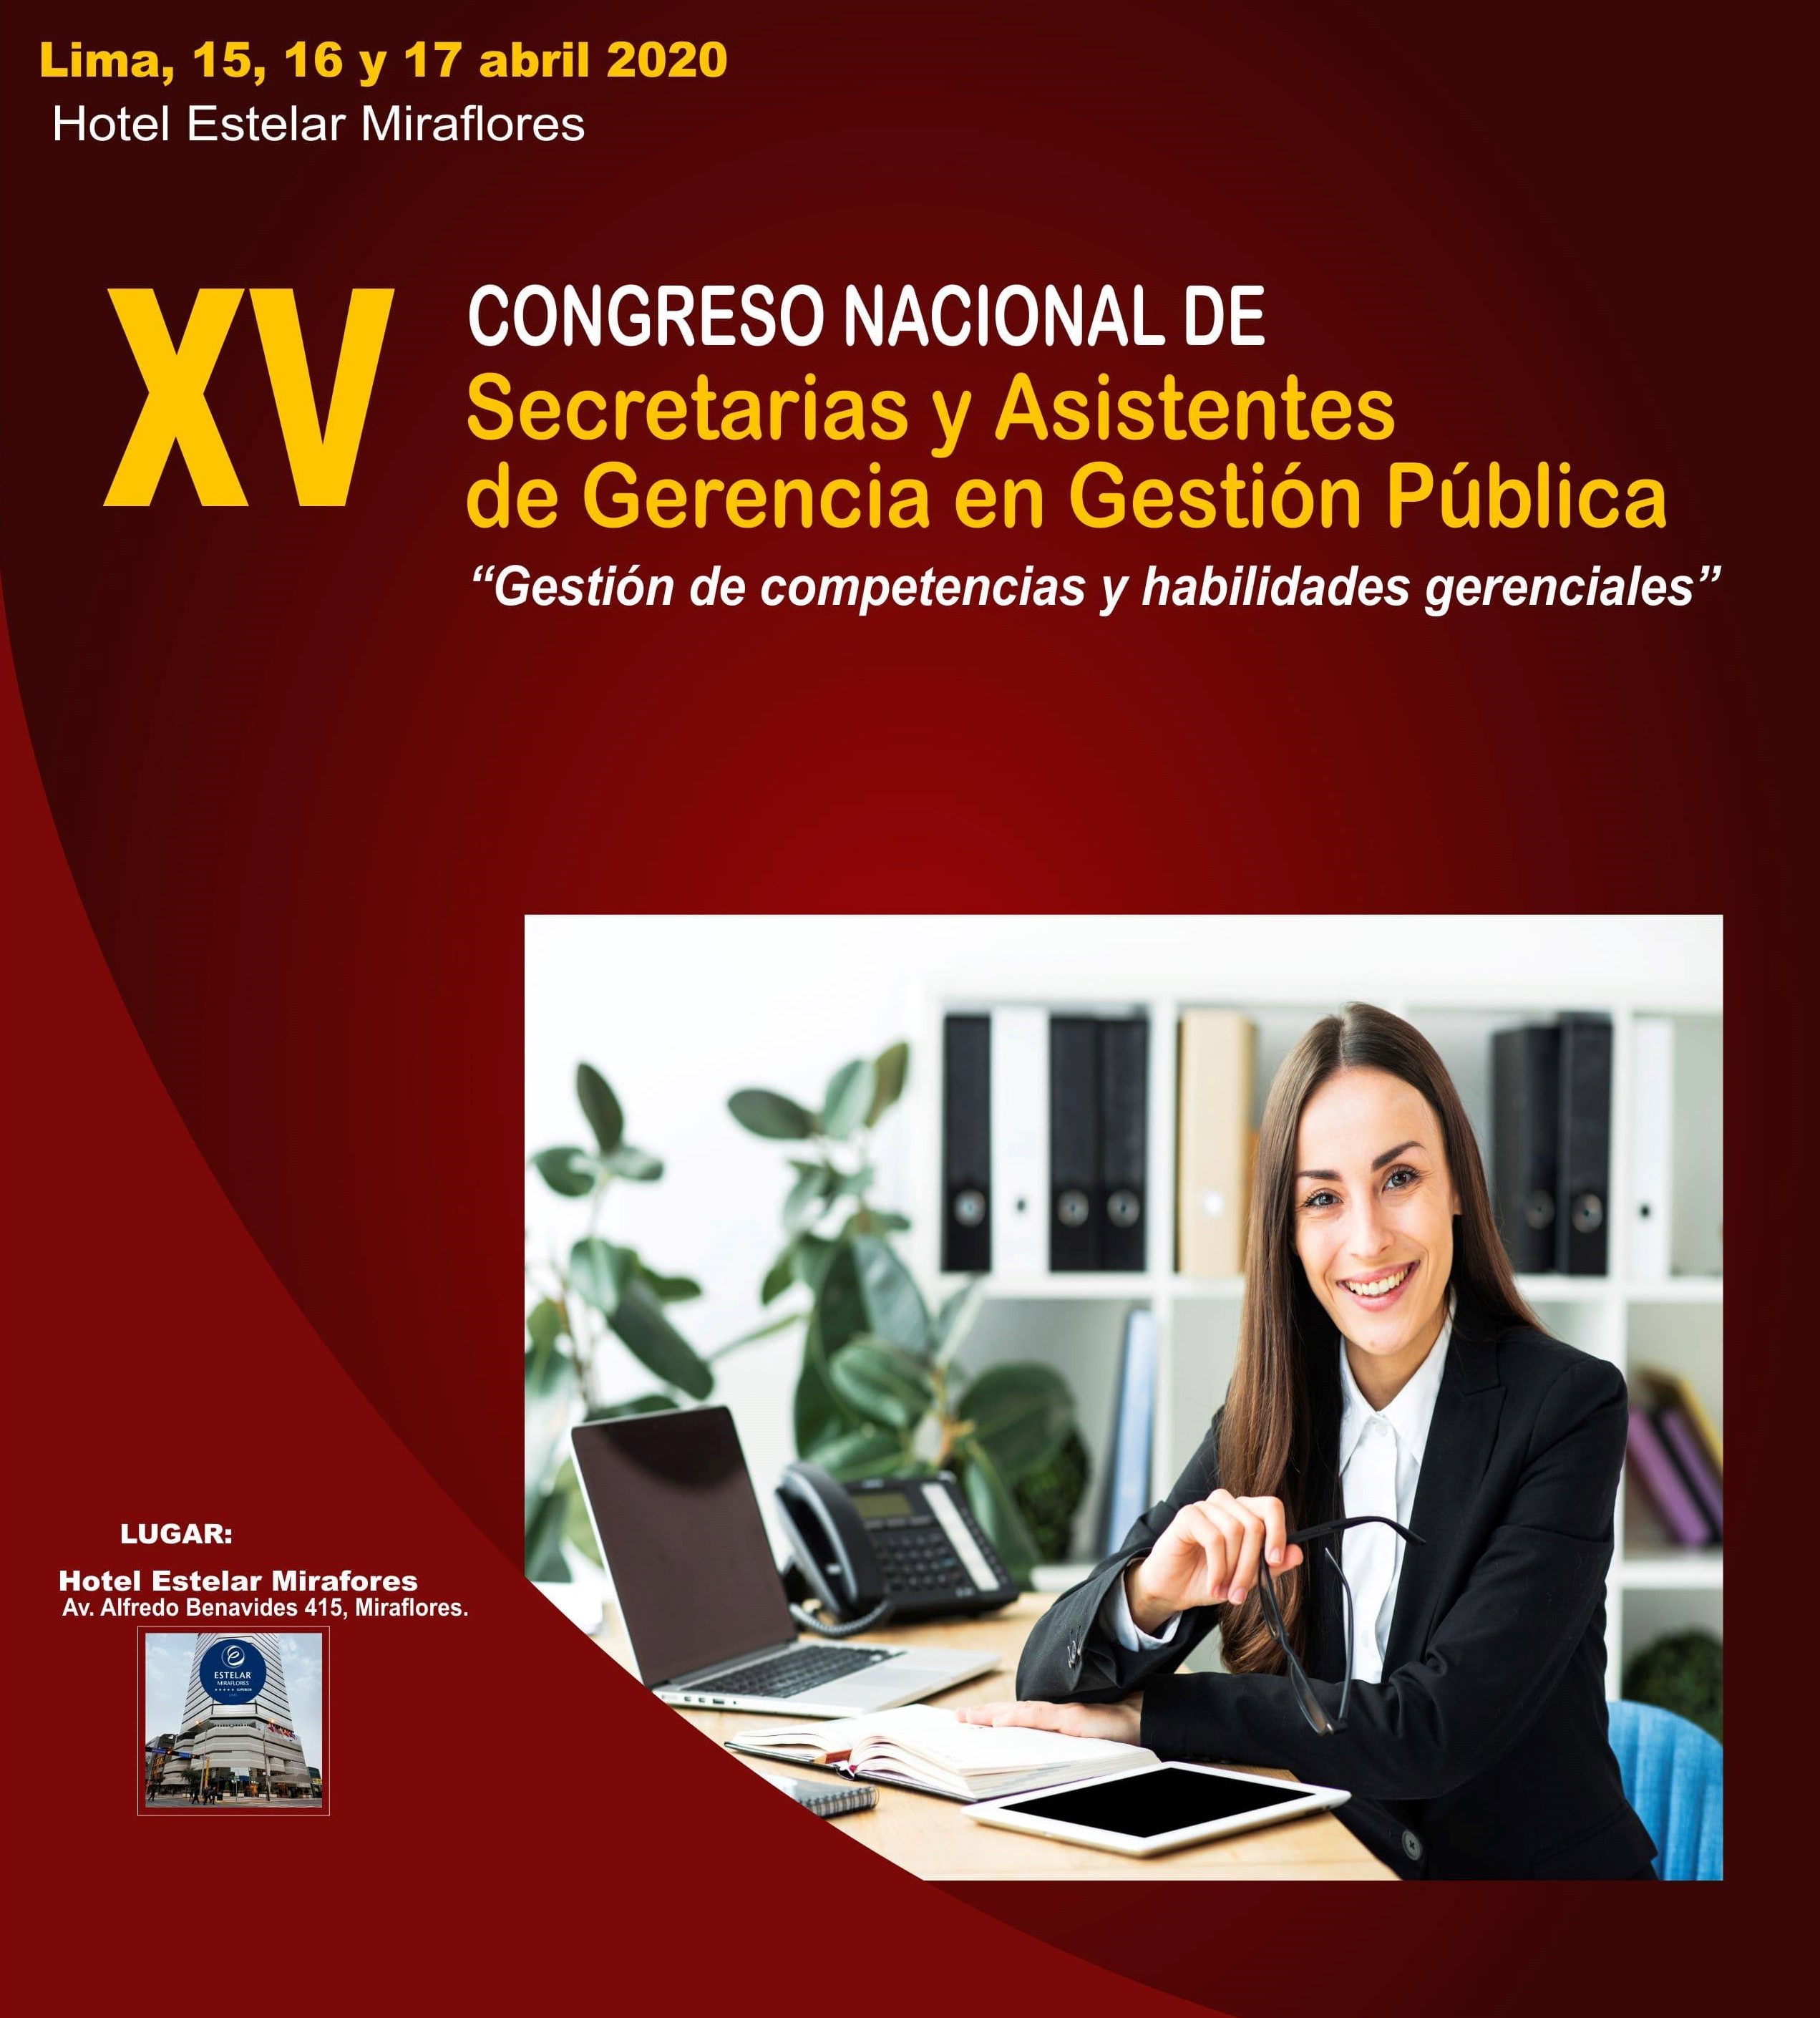 Lima, 15, 16 y 17 abril 2020
Hotel Estelar Miraflores
XV
CONGRESO NACIONAL DE
Secretarias y Asistentes
de Gerencia en Gestión Pública
“Gestión de competencias y habilidades gerenciales”
LUGAR:
Hotel Estelar Mirafores
Av. Alfredo Benavides 415, Miraflores.
ESTELAR
MIRAFLORES